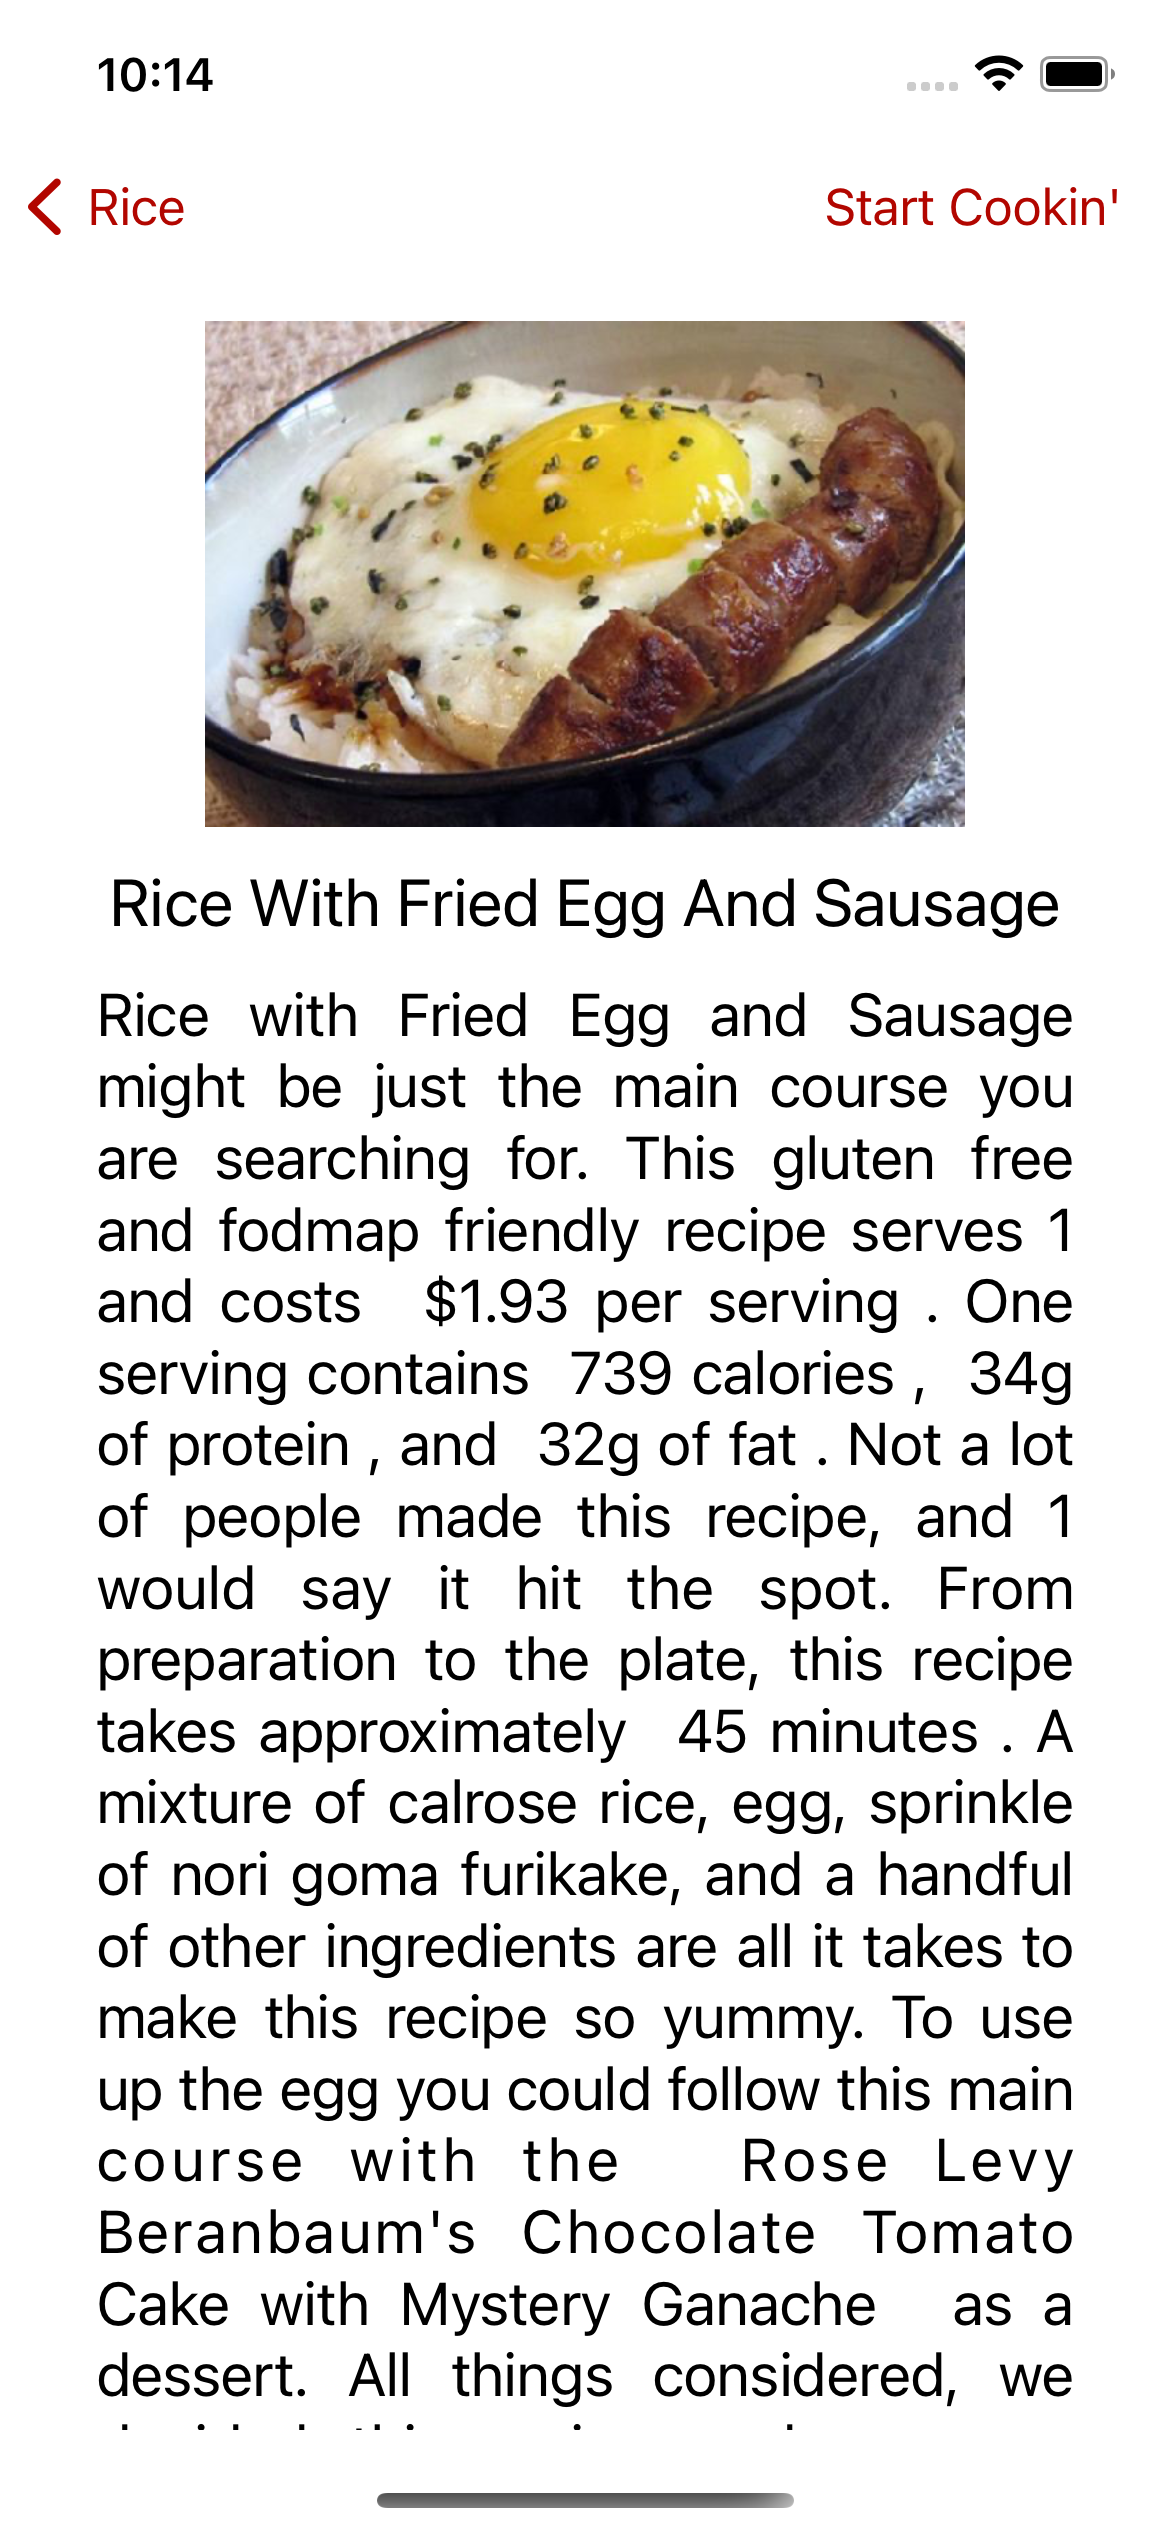 10:14
Rice
Start Cookin'
Rice With Fried Egg And Sausage
Rice with Fried Egg and Sausage
might be just the main course you
are searching for. This gluten free
and fodmap friendly recipe serves 1
and costs  $1.93 per serving . One
serving contains  739 calories ,  34g
of protein , and  32g of fat . Not a lot
of people made this recipe, and 1
would say it hit the spot. From
preparation to the plate, this recipe
takes approximately  45 minutes . A
mixture of calrose rice, egg, sprinkle
of nori goma furikake, and a handful
of other ingredients are all it takes to
make this recipe so yummy. To use
up the egg you could follow this main
course with the  Rose Levy
Beranbaum's Chocolate Tomato
Cake with Mystery Ganache  as a
dessert. All things considered, we